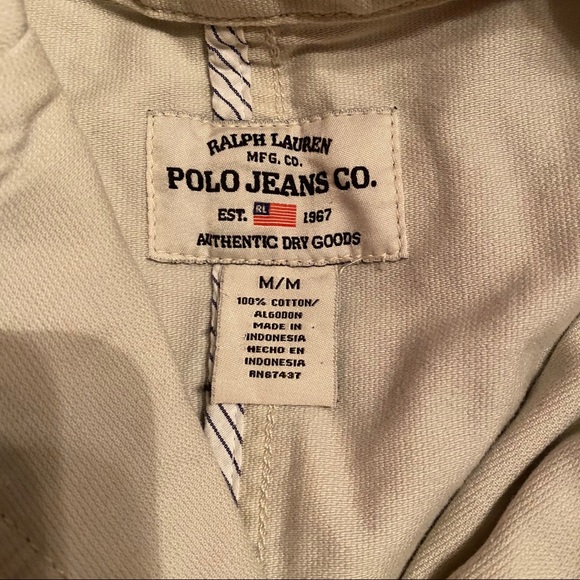 RALPH LAUREN
MFG. CO.
POLO JEANS CO.
EST. RL 1967
AUTHENTIC DRY GOODS
M/M
100% COTTON/
ALGODON
MADE IN
INDONESIA
HECHO EN
INDONESIA
RN67437